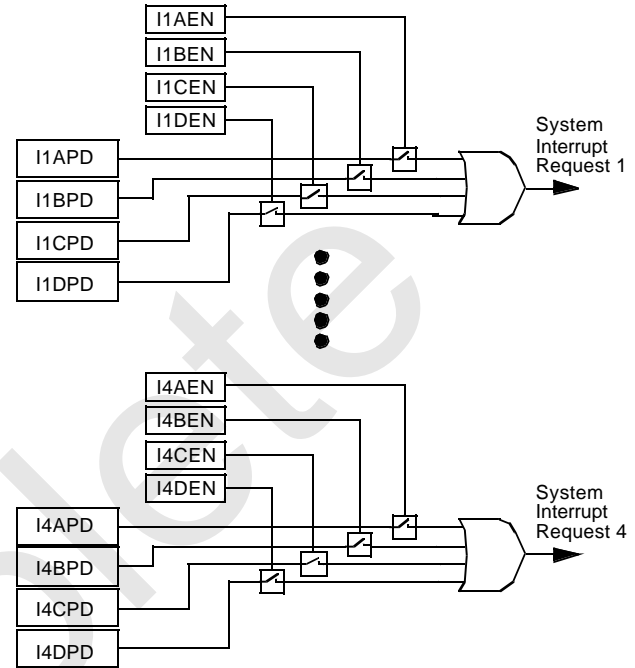 I1AEN
I1BEN
I1CEN
I1DEN
I1APD
I1BPD
I1CPD
I1DPD
System
Interrupt
Request 1
I4AEN
I4BEN
I4CEN
I4DEN
I4APD
I4BPD
I4CPD
I4DPD
System
Interrupt
Request 4
plete